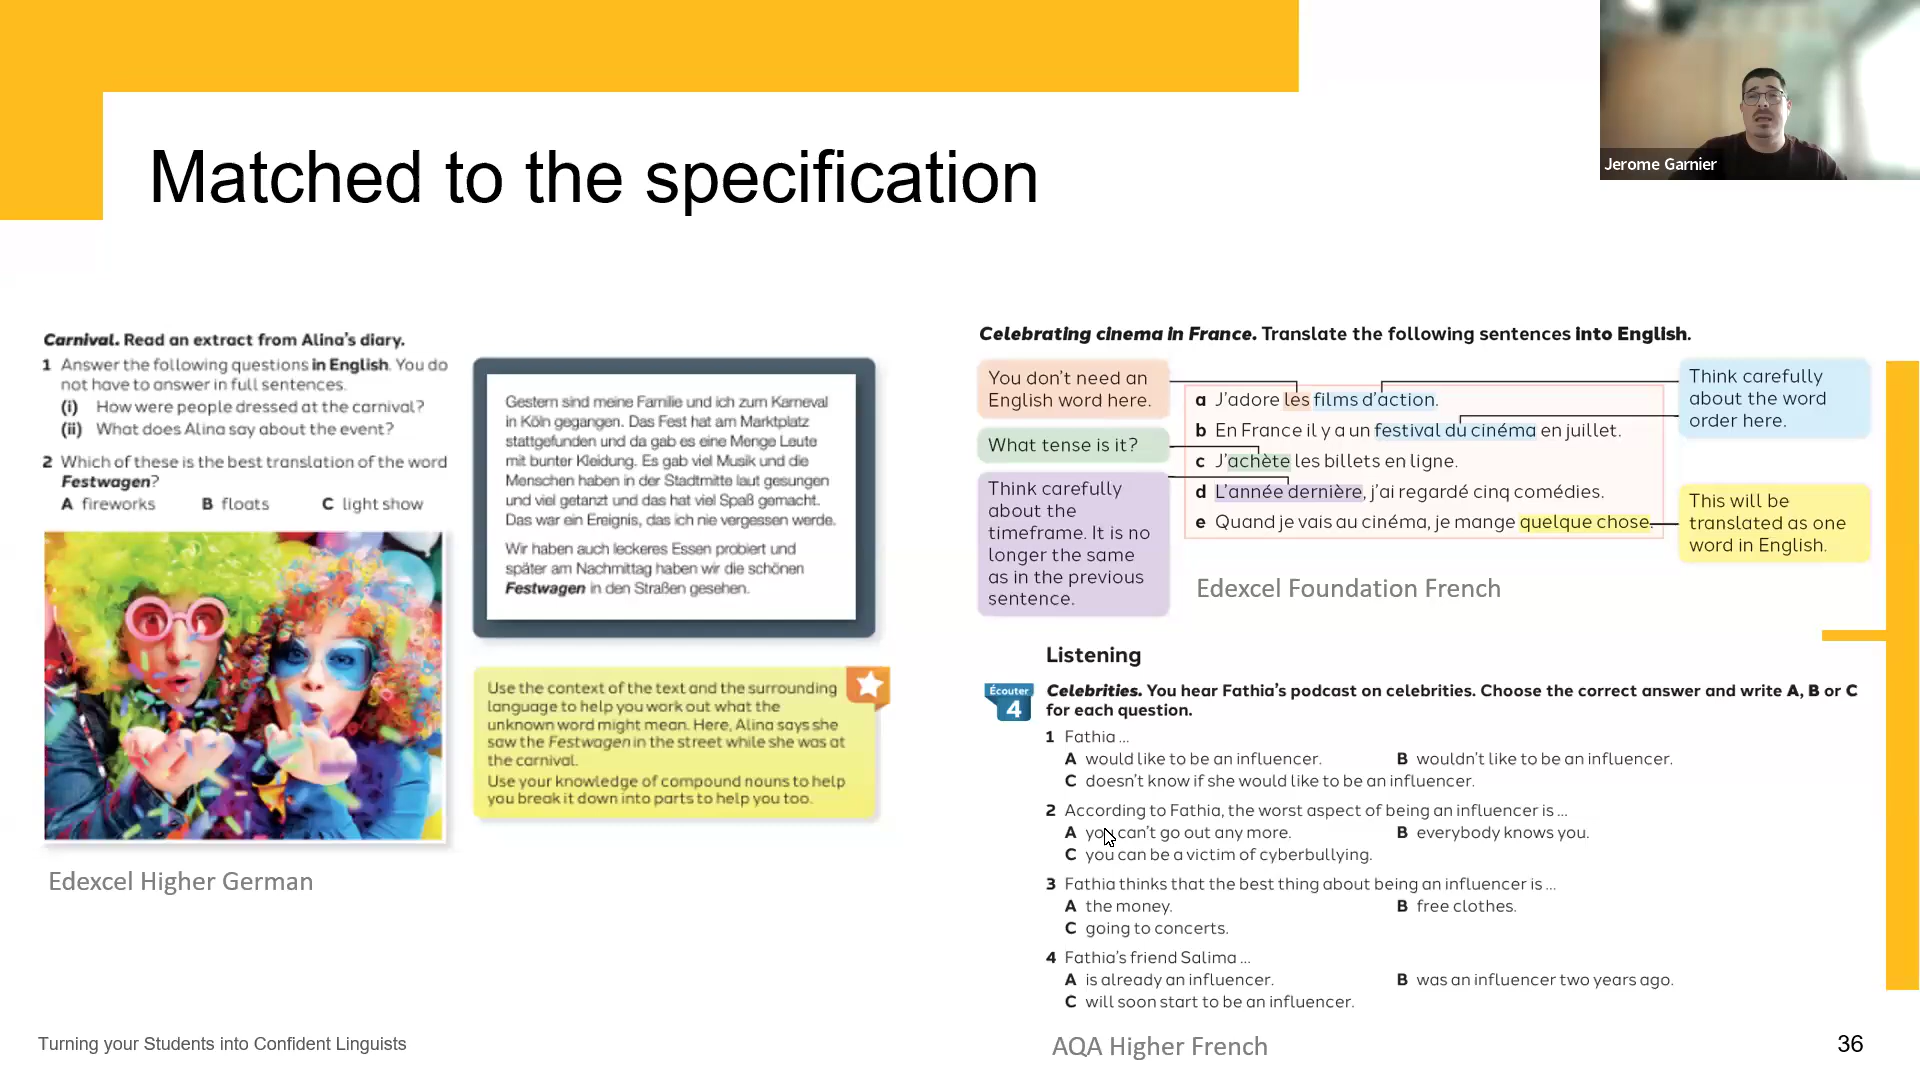 Jerome Garnier
Matched to the specification
Carnival. Read an extract from Alina's diary.
1 Answer the following questions in English. You do
not have to answer in full sentences.
(i) How were people dressed at the carnival?
(ii) What does Alina say about the event?
2 Which of these is the best translation of the word
Festwagen?
A fireworks B floats C light show
Gestern sind meine Familie und ich zum Karneval
in Köln gegangen. Das Fest hat am Marktplatz
stattgefunden und da gab es eine Menge Leute
mit bunter Kleidung. Es gab viel Musik und die
Menschen haben in der Stadtmitte laut gesungen
und viel getanzt und das hat viel Spaß gemacht.
Das war ein Ereignis, das ich nie vergessen werde.
Wir haben auch leckeres Essen probiert und
später am Nachmittag haben wir die schönen
Festwagen in den Straßen gesehen.
Use the context of the text and the surrounding
language to help you work out what the
unknown word might mean. Here, Alina says she
saw the Festwagen in the street while she was at
the carnival.
Use your knowledge of compound nouns to help
you break it down into parts to help you too.
Edexcel Higher German
Celebrating cinema in France. Translate the following sentences into English.
You don't need an
English word here.
What tense is it?
Think carefully
about the
timeframe. It is no
longer the same
as in the previous
sentence.
a J'adore les films d'action.
b En France il y a un festival du cinéma en juillet.
c J'achète les billets en ligne.
d L'année dernière, j'ai regardé cinq comédies.
e Quand je vais au cinéma, je mange quelque chose.
Think carefully
about the word
order here.
This will be
translated as one
word in English.
Edexcel Foundation French
Listening
Écouter
4
Celebrities. You hear Fathia's podcast on celebrities. Choose the correct answer and write A, B or C
for each question.
1 Fathia ...
A would like to be an influencer. B wouldn't like to be an influencer.
C doesn't know if she would like to be an influencer.
2 According to Fathia, the worst aspect of being an influencer is ...
A you can't go out any more. B everybody knows you.
C you can be a victim of cyberbullying.
3 Fathia thinks that the best thing about being an influencer is ...
A the money. B free clothes.
C going to concerts.
4 Fathia's friend Salima ...
A is already an influencer. B was an influencer two years ago.
C will soon start to be an influencer.
AQA Higher French
Turning your Students into Confident Linguists
36